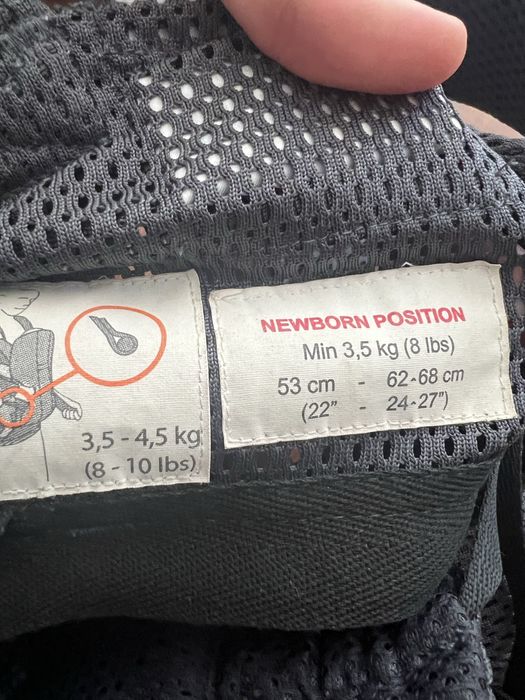 3,5 - 4,5 kg
(8 - 10 lbs)
NEWBORN POSITION
Min 3,5 kg (8 lbs)
53 cm - 62-68 cm
(22” - 24-27”)